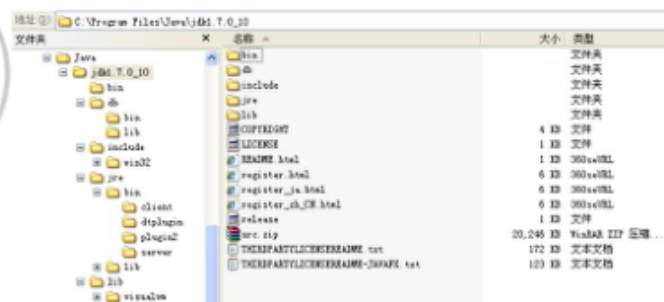 地址(D) C:\Program Files\Java\jdk1.7.0_10
文件夹 × 名称 大小 类型
Java
jdk1.7.0_10
bin
db
bin
lib
include
win32
jre
bin
client
dtplugin
plugin2
server
lib
lib
visualvm
bin 文件夹
db 文件夹
include 文件夹
jre 文件夹
lib 文件夹
COPYRIGHT 4 KB 文件
LICENSE 1 KB 文件
README.html 1 KB 360seURL
register.html 6 KB 360seURL
register_ja.html 6 KB 360seURL
register_zh_CN.html 6 KB 360seURL
release 1 KB 文件
src.zip 20,246 KB WinRAR ZIP 压缩...
THIRDPARTYLICENSEREADME.txt 172 KB 文本文档
THIRDPARTYLICENSEREADME-JAVAFX.txt 123 KB 文本文档